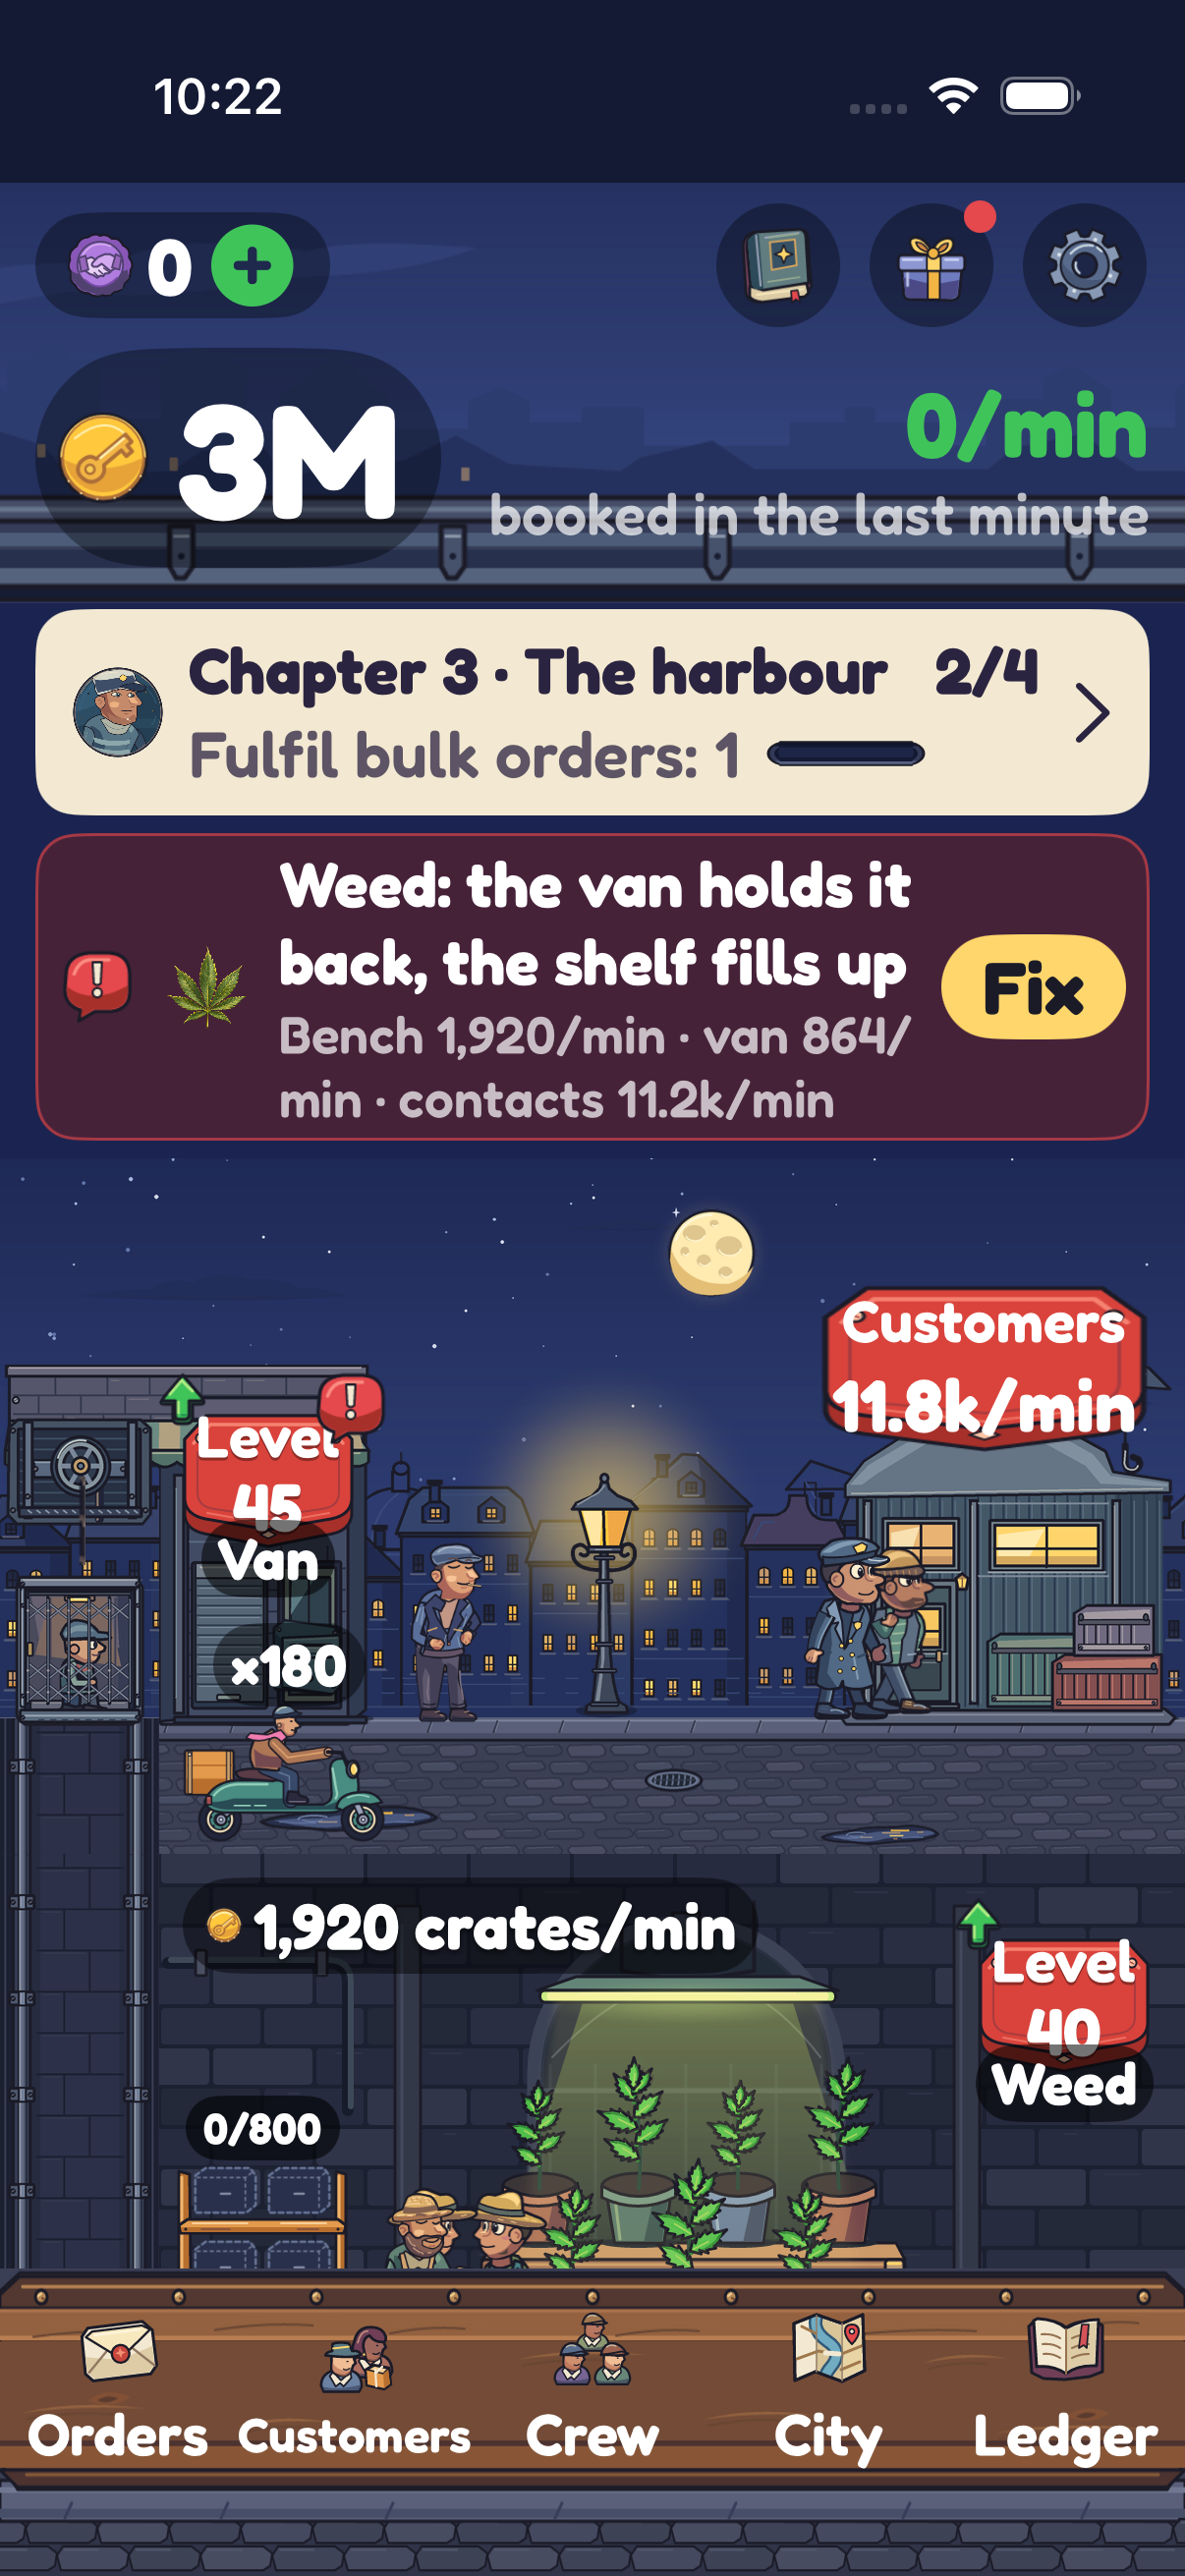 10:22
0
3M
0/min
booked in the last minute
Chapter 3 · The harbour 2/4
Fulfil bulk orders: 1
Weed: the van holds it
back, the shelf fills up
Bench 1,920/min · van 864/
min · contacts 11.2k/min
Fix
Customers
11.8k/min
Level
45
Van
x180
1,920 crates/min
Level
40
Weed
0/800
Orders Customers Crew City Ledger